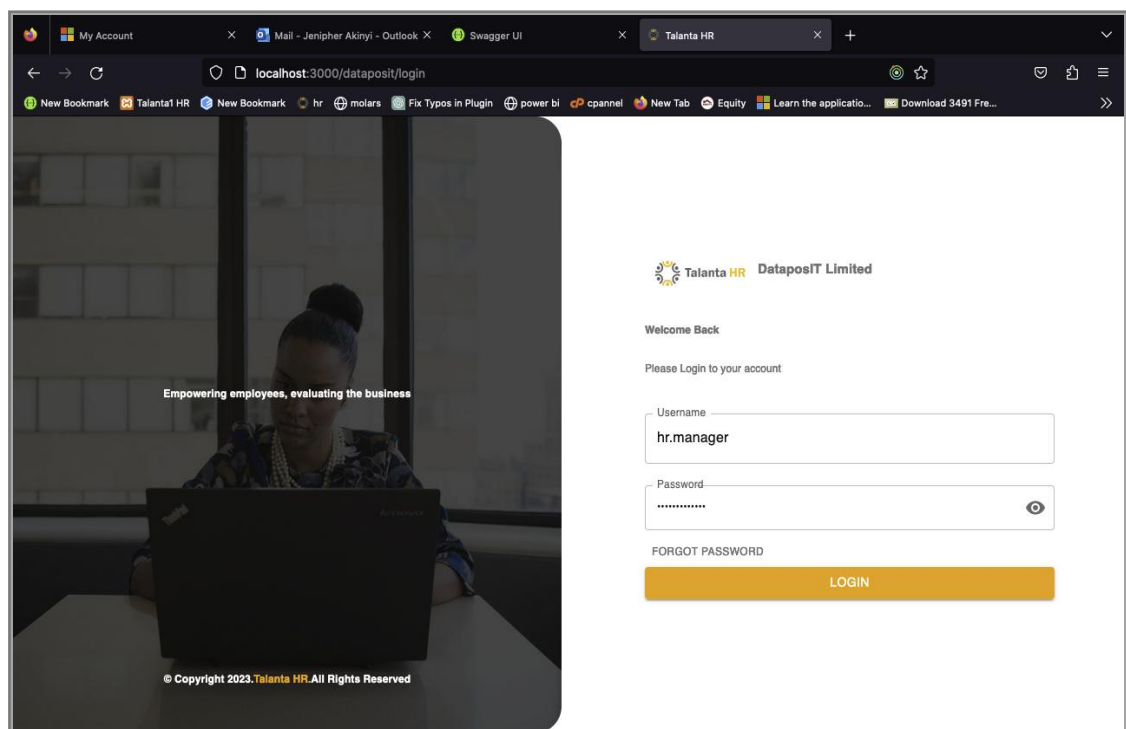 My Account
Mail - Jenipher Akinyi - Outlook
Swagger UI
Talanta HR
localhost:3000/dataposit/login
New Bookmark
Talanta1 HR
New Bookmark
hr
molars
Fix Typos in Plugin
power bi
cP cpannel
New Tab
Equity
Learn the applicatio...
Download 3491 Fre...
Empowering employees, evaluating the business
ThinkPad
lenovo
© Copyright 2023.Talanta HR.All Rights Reserved
Talanta HR DataposIT Limited
Welcome Back
Please Login to your account
Username
hr.manager
Password
••••••••••••
FORGOT PASSWORD
LOGIN